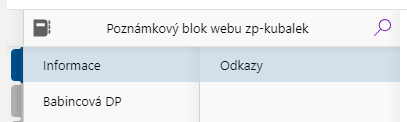 Poznámkový blok webu zp-kubalek
Informace
Odkazy
Babincová DP